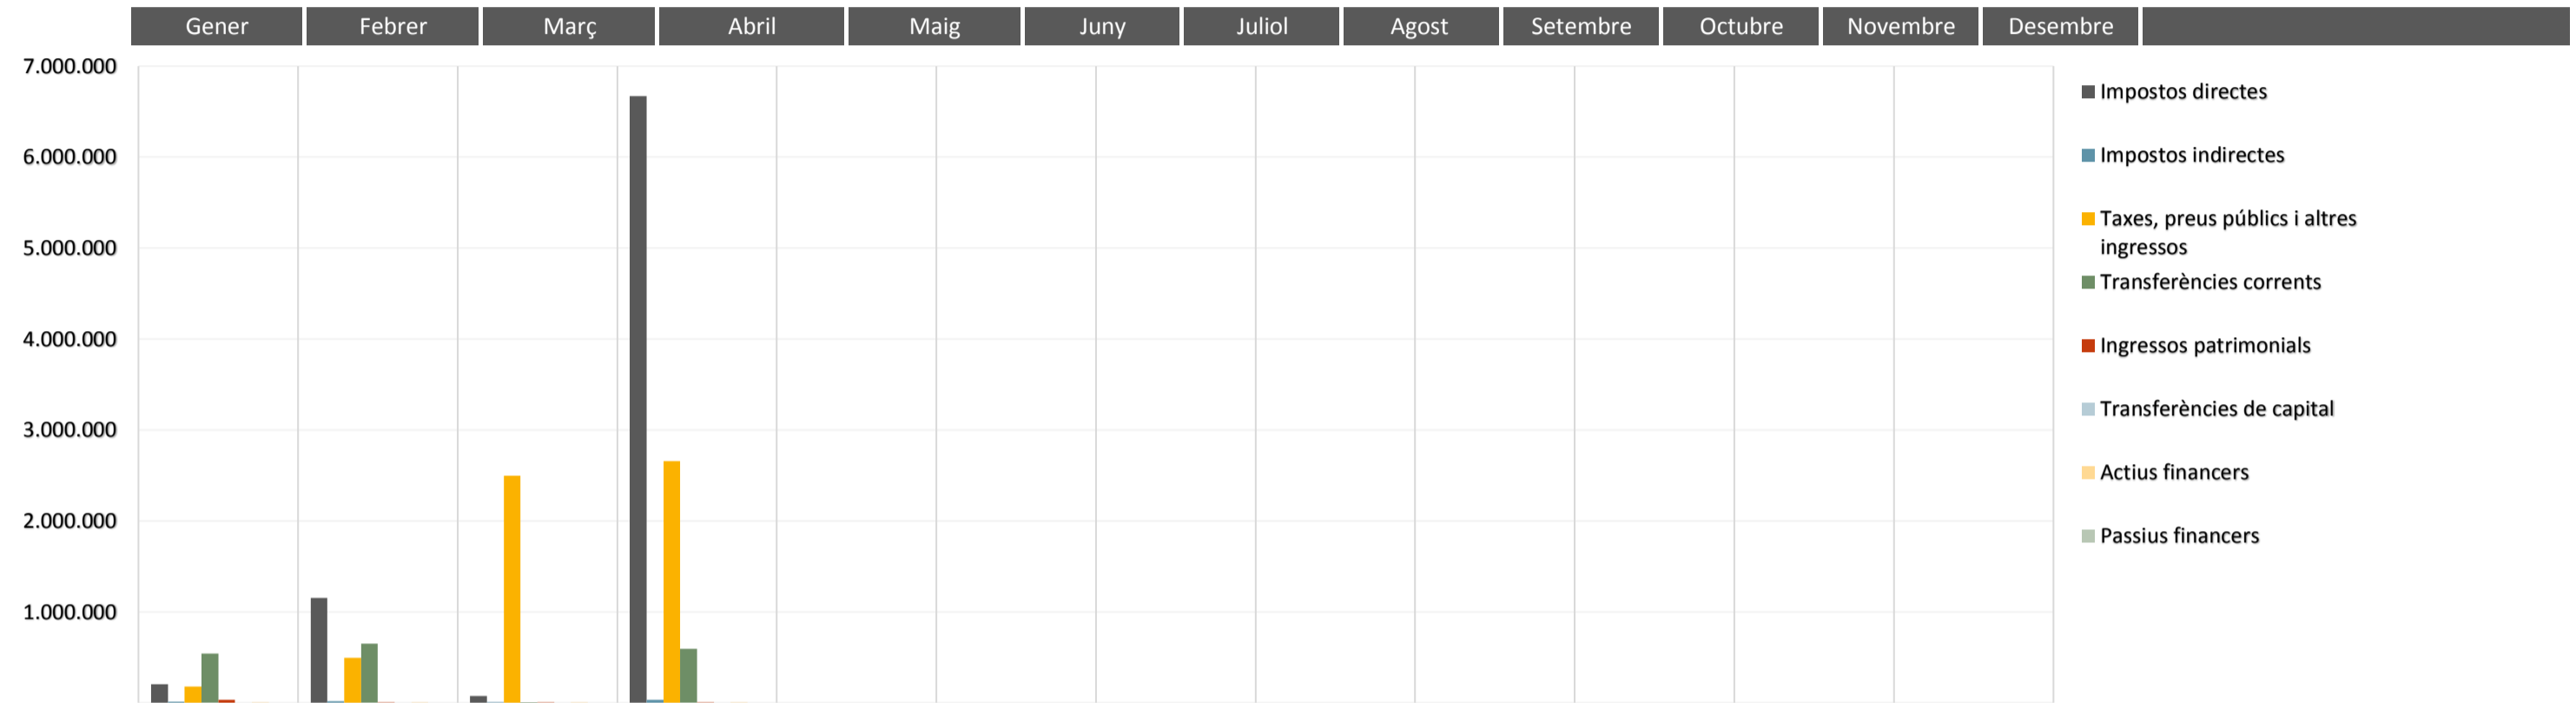 Gener Febrer Març Abril Maig Juny Juliol Agost Setembre Octubre Novembre Desembre
7.000.000
6.000.000
5.000.000
4.000.000
3.000.000
2.000.000
1.000.000
Impostos directes
Impostos indirectes
Taxes, preus públics i altres
ingressos
Transferències corrents
Ingressos patrimonials
Transferències de capital
Actius financers
Passius financers